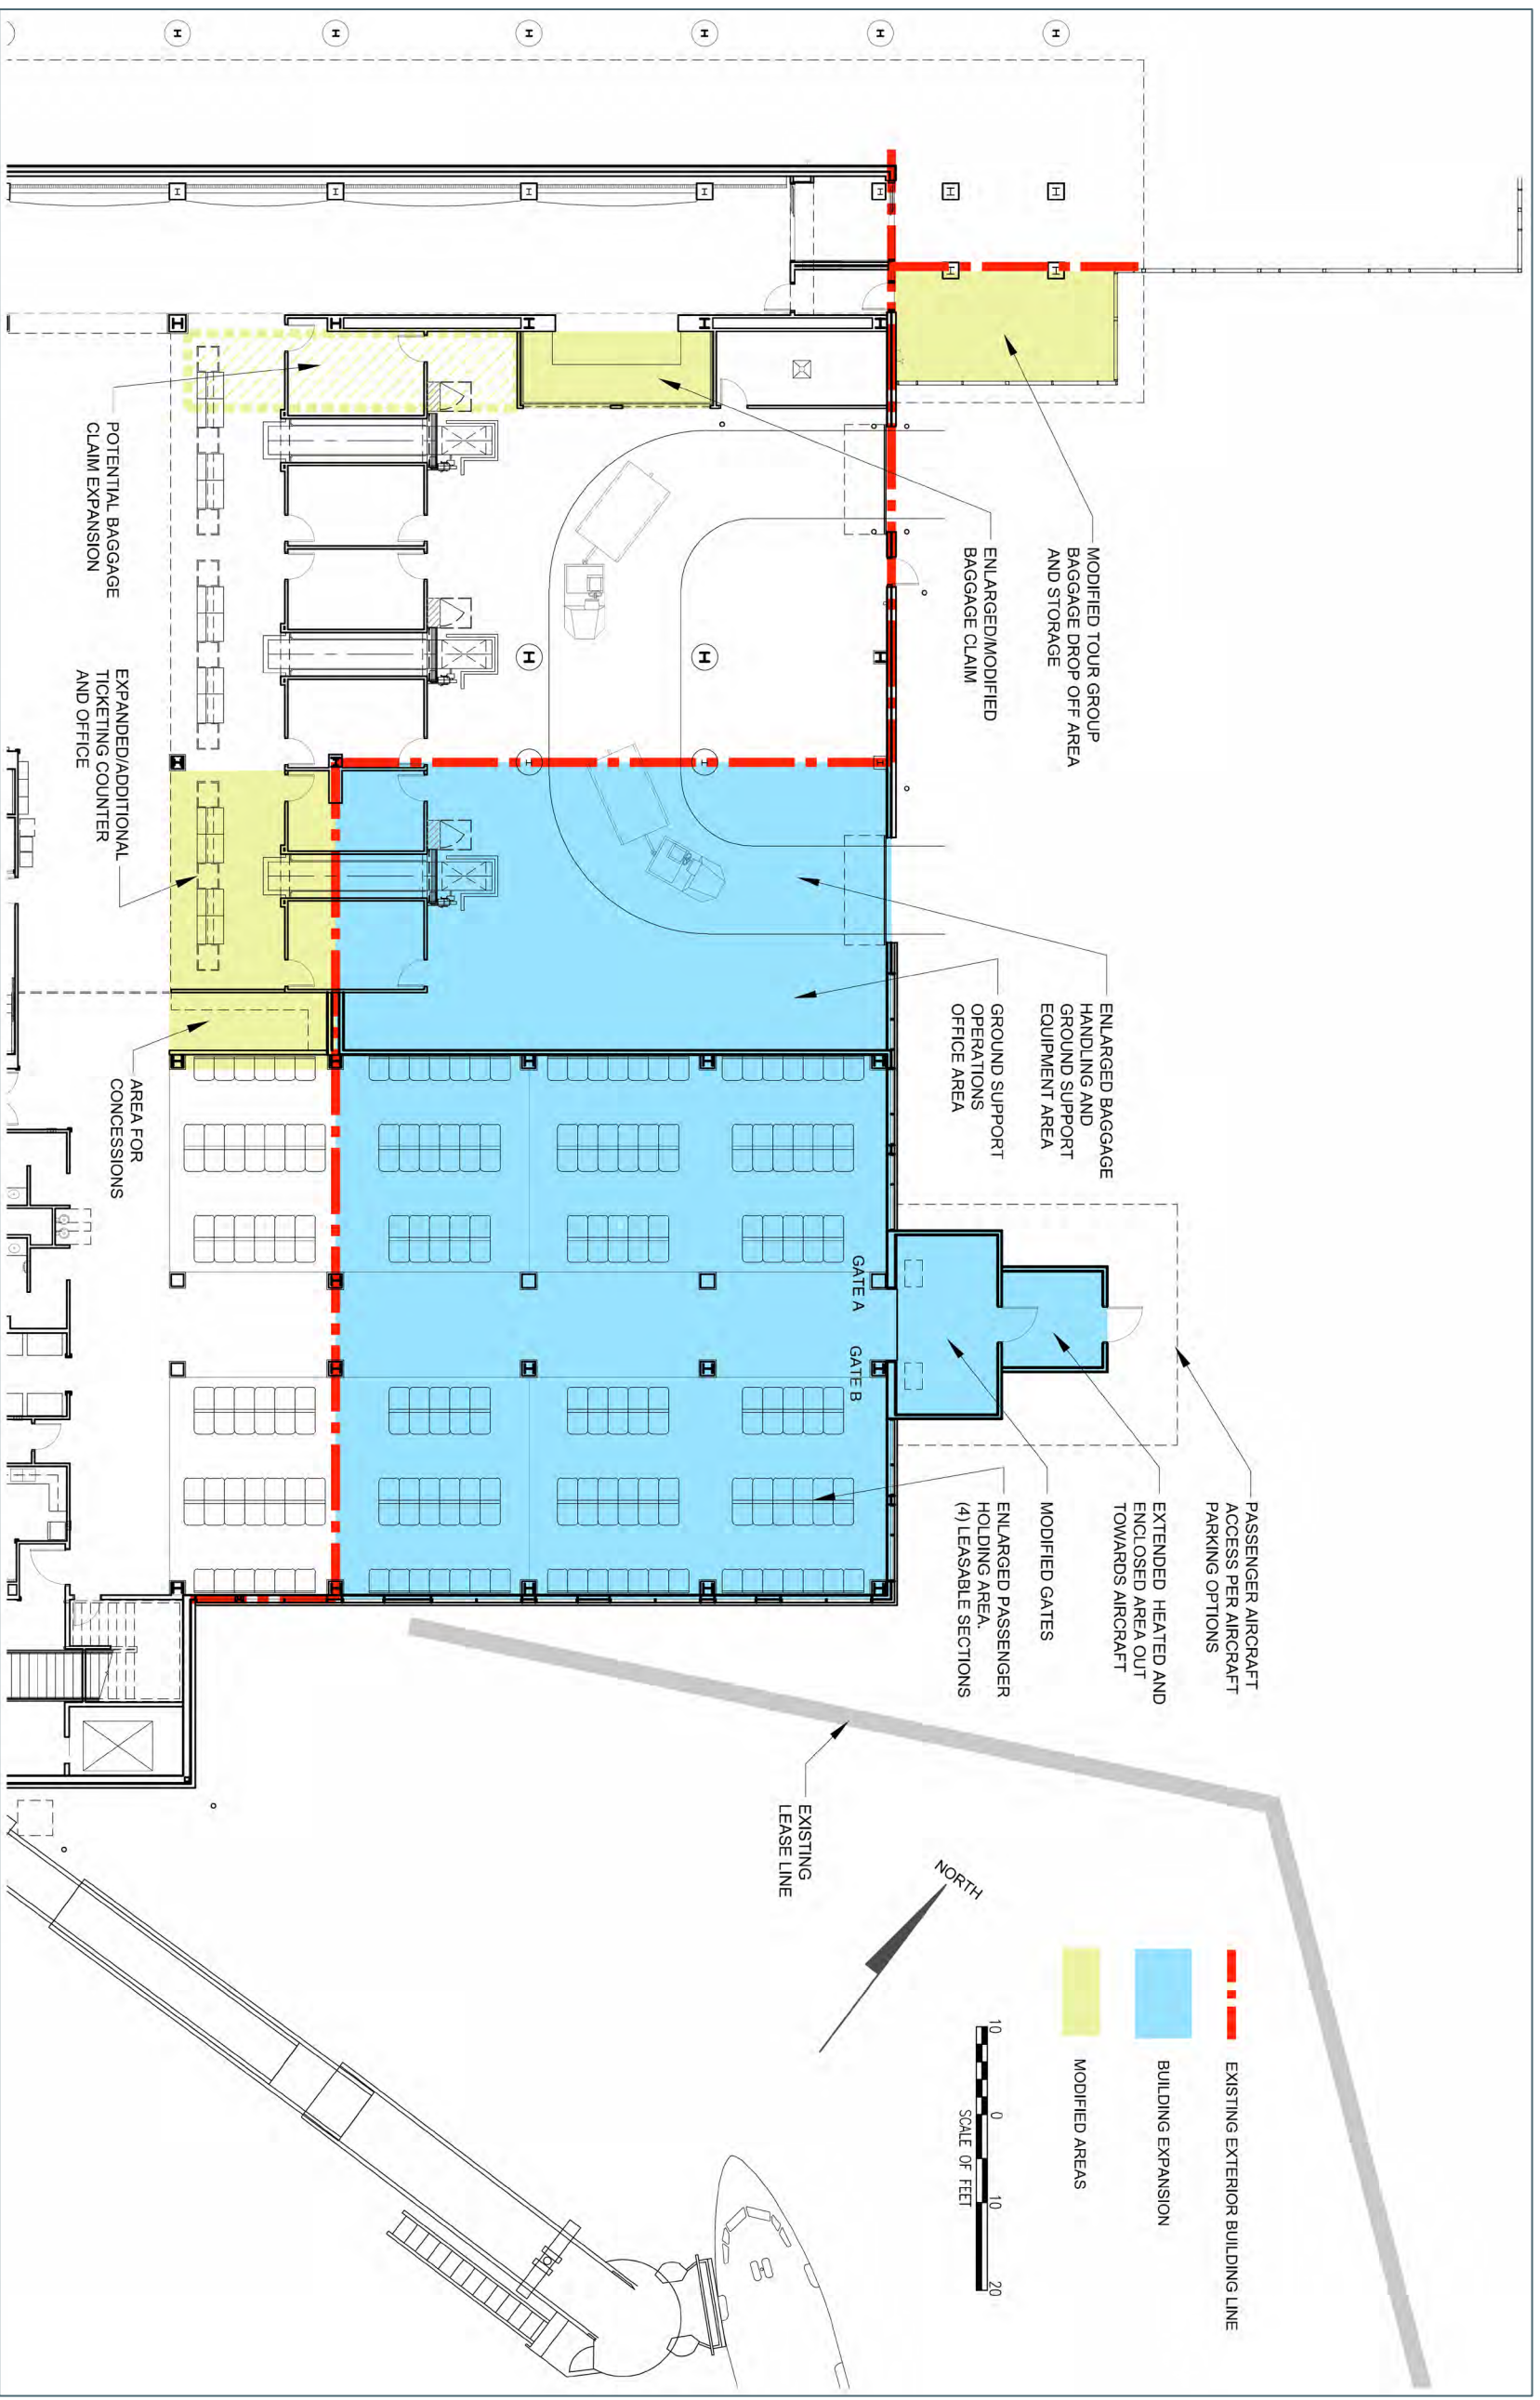 PASSENGER AIRCRAFT
ACCESS PER AIRCRAFT
PARKING OPTIONS
EXTENDED HEATED AND
ENCLOSED AREA OUT
TOWARDS AIRCRAFT
MODIFIED GATES
ENLARGED PASSENGER
HOLDING AREA.
(4) LEASABLE SECTIONS
ENLARGED BAGGAGE
HANDLING AND
GROUND SUPPORT
EQUIPMENT AREA
GROUND SUPPORT
OPERATIONS
OFFICE AREA
MODIFIED TOUR GROUP
BAGGAGE DROP OFF AREA
AND STORAGE
ENLARGED/MODIFIED
BAGGAGE CLAIM
GATE A
GATE B
EXISTING
LEASE LINE
POTENTIAL BAGGAGE
CLAIM EXPANSION
EXPANDED/ADDITIONAL
TICKETING COUNTER
AND OFFICE
AREA FOR
CONCESSIONS
NORTH
EXISTING EXTERIOR BUILDING LINE
BUILDING EXPANSION
MODIFIED AREAS
10 0 10 20
SCALE OF FEET